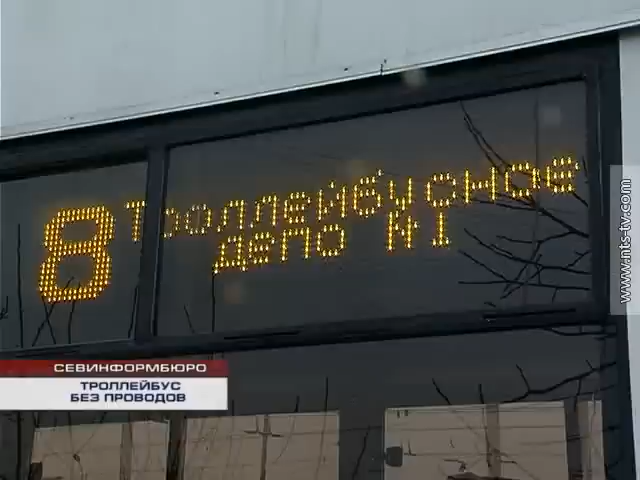 8 Троллейбусное
депо №1
www.nts-tv.com
СЕВИНФОРМБЮРО
ТРОЛЛЕЙБУС
БЕЗ ПРОВОДОВ